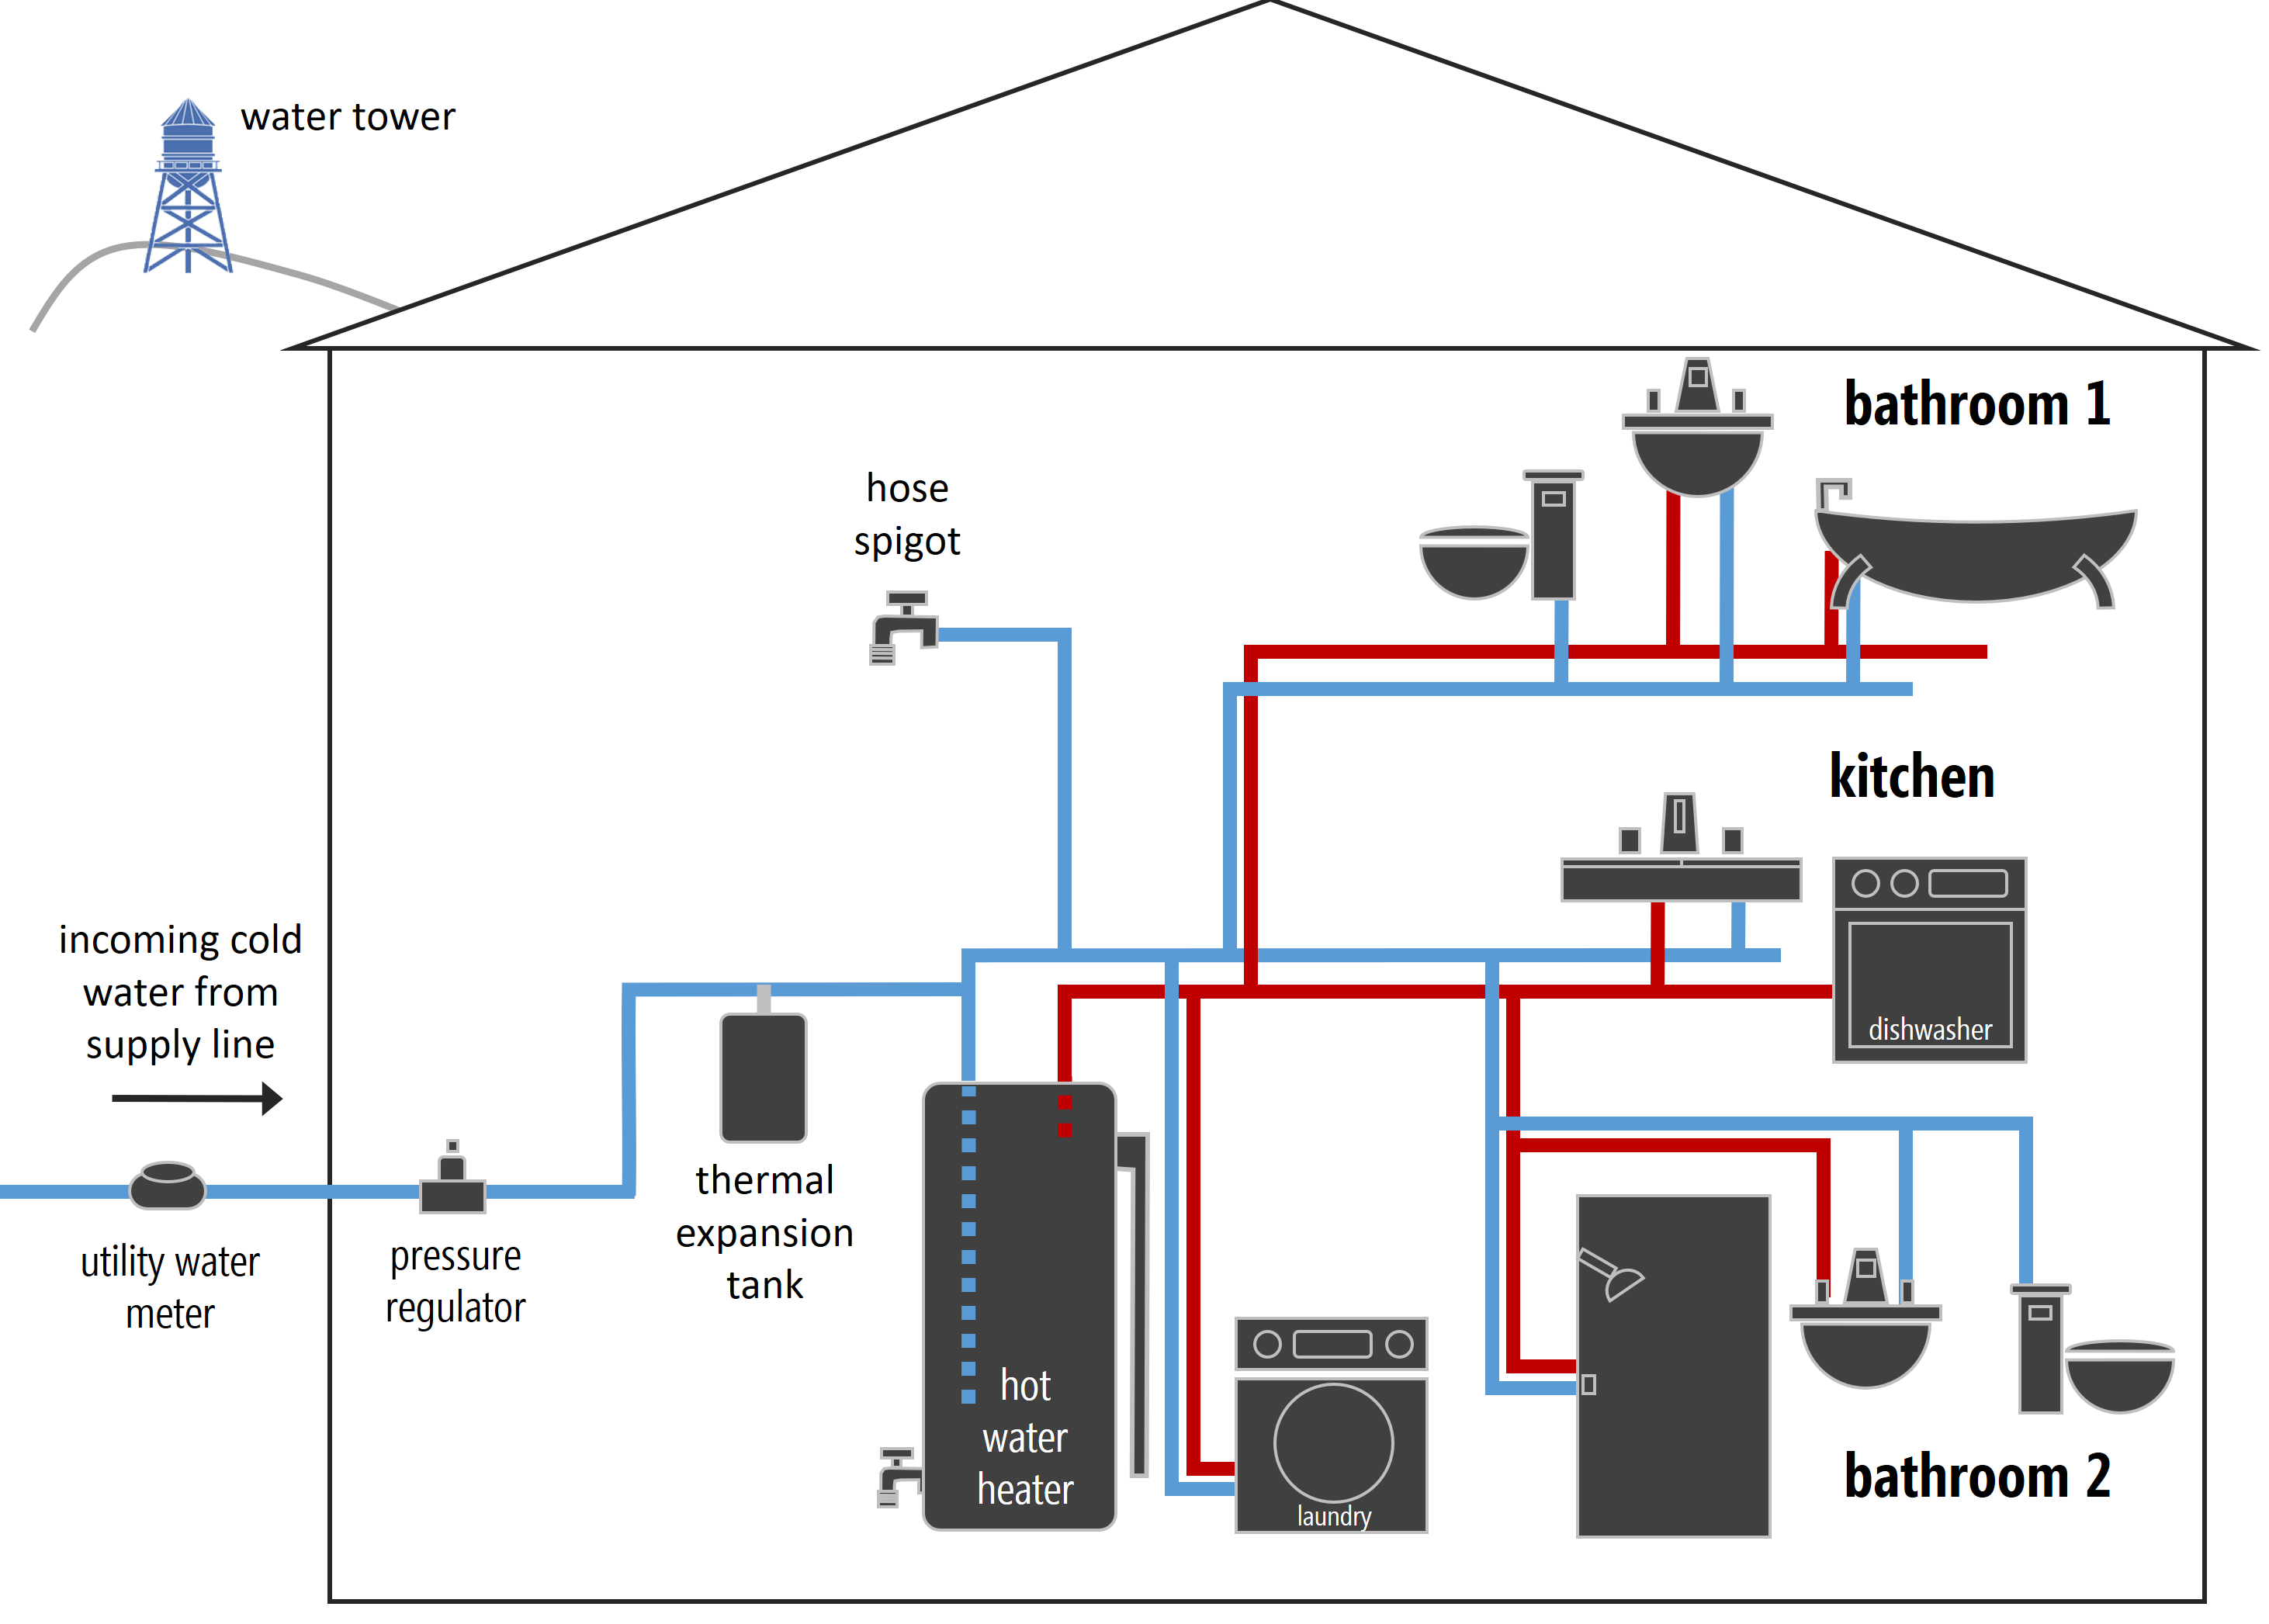 water tower
bathroom 1
hose
spigot
kitchen
incoming cold
water from
supply line
dishwasher
thermal
expansion
tank
utility water
meter
pressure
regulator
hot
water
heater
laundry
bathroom 2